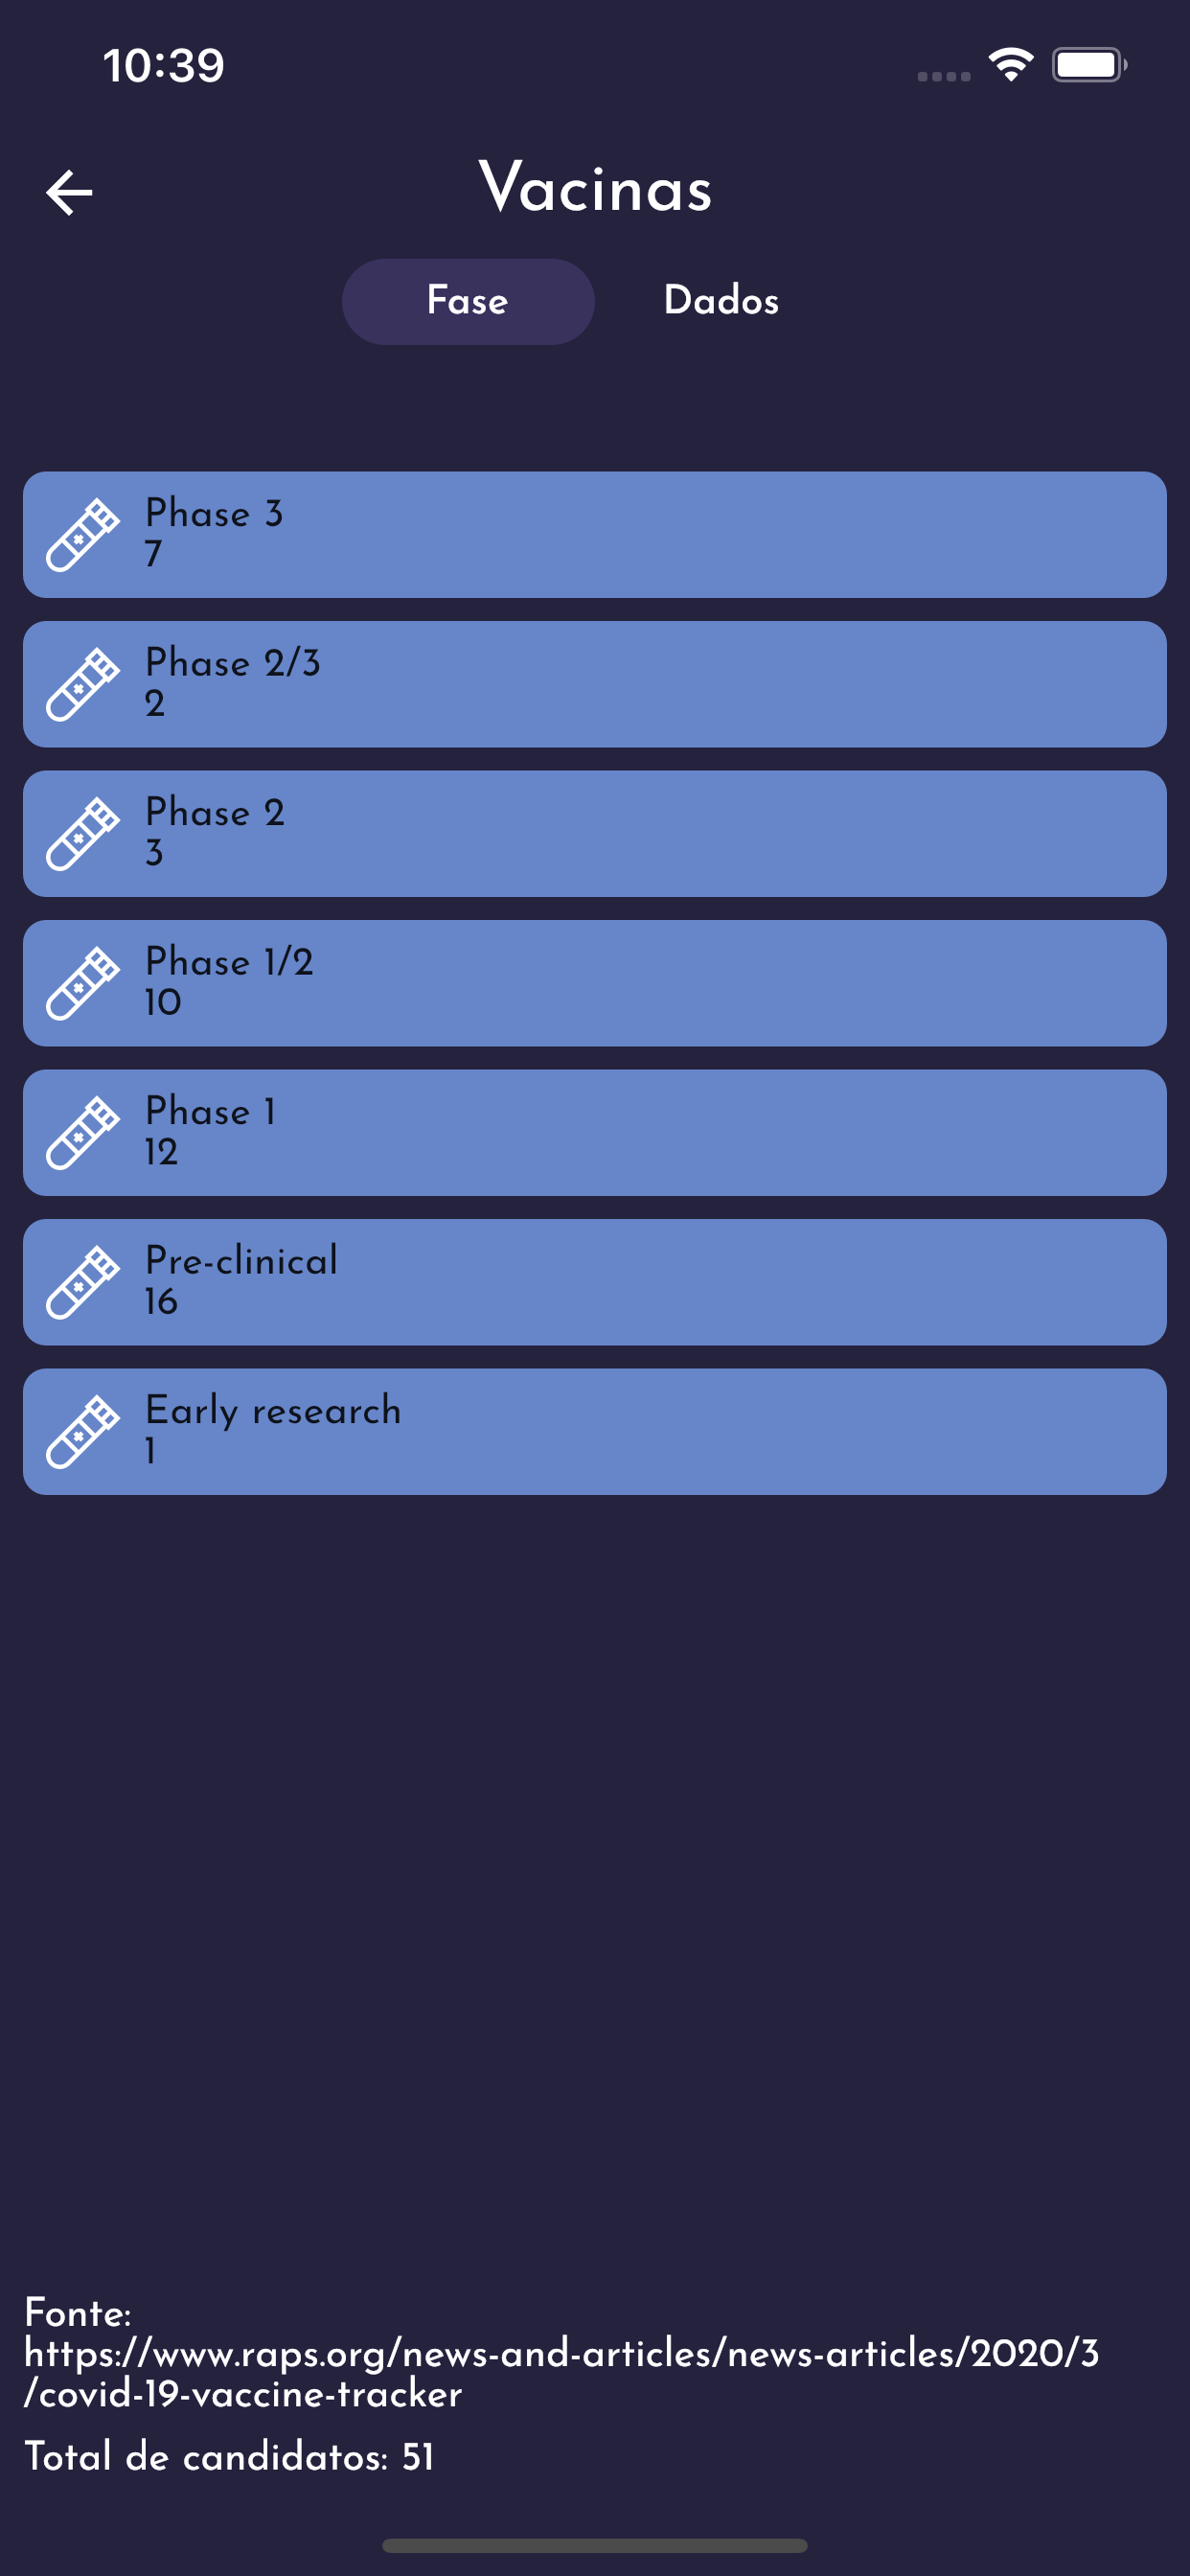 10:39
Vacinas
Fase
Dados
Phase 3
7
Phase 2/3
2
Phase 2
3
Phase 1/2
10
Phase 1
12
Pre-clinical
16
Early research
1
Fonte:
https://www.raps.org/news-and-articles/news-articles/2020/3
/covid-19-vaccine-tracker
Total de candidatos: 51